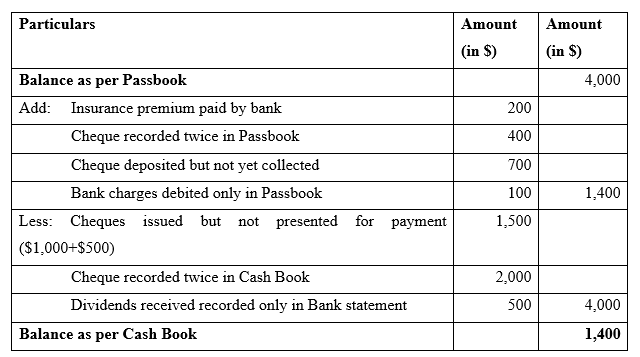 Particulars Amount Amount
(in $) (in $)
Balance as per Passbook 4,000
Add: Insurance premium paid by bank 200
Cheque recorded twice in Passbook 400
Cheque deposited but not yet collected 700
Bank charges debited only in Passbook 100 1,400
Less: Cheques issued but not presented for payment 1,500
($1,000+$500)
Cheque recorded twice in Cash Book 2,000
Dividends received recorded only in Bank statement 500 4,000
Balance as per Cash Book 1,400